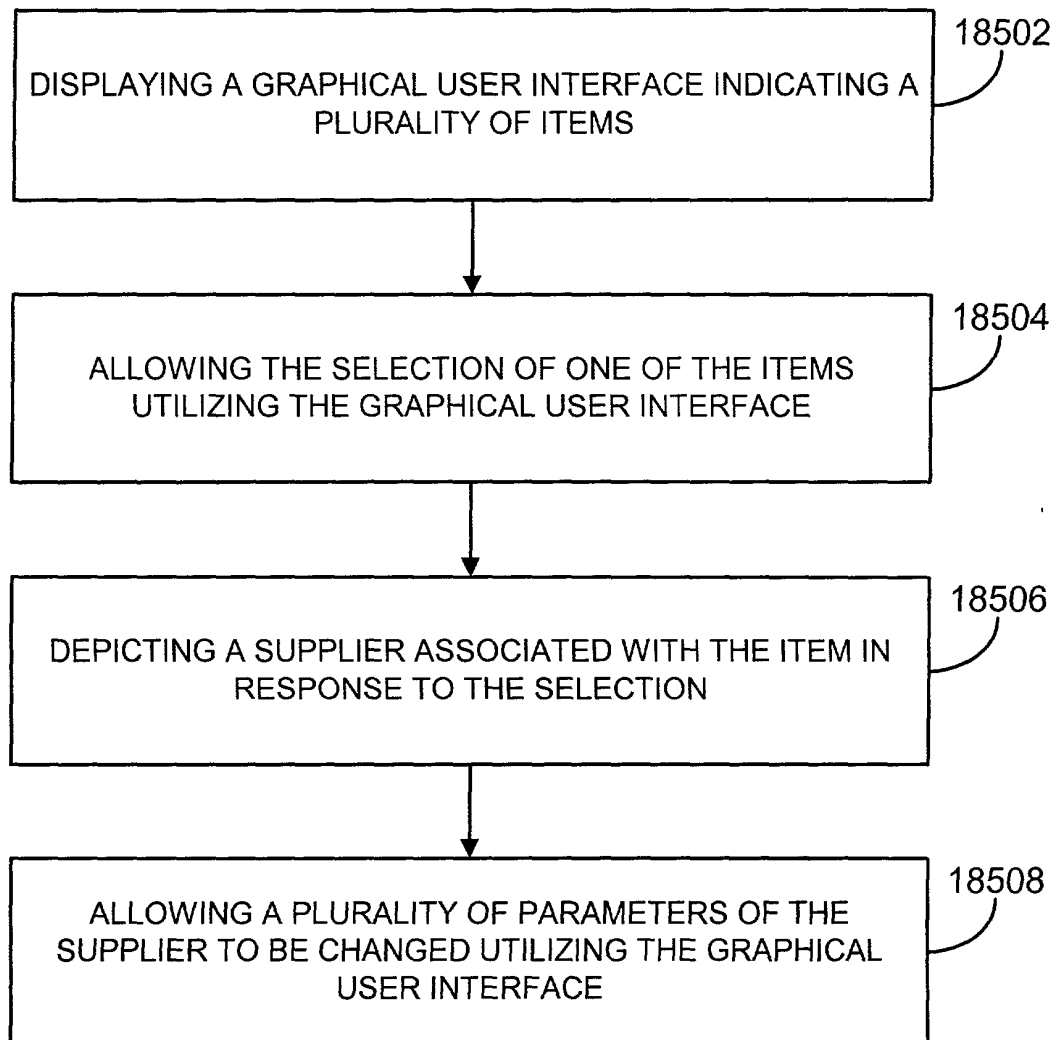 18502
DISPLAYING A GRAPHICAL USER INTERFACE INDICATING A
PLURALITY OF ITEMS
18504
ALLOWING THE SELECTION OF ONE OF THE ITEMS
UTILIZING THE GRAPHICAL USER INTERFACE
18506
DEPICTING A SUPPLIER ASSOCIATED WITH THE ITEM IN
RESPONSE TO THE SELECTION
18508
ALLOWING A PLURALITY OF PARAMETERS OF THE
SUPPLIER TO BE CHANGED UTILIZING THE GRAPHICAL
USER INTERFACE